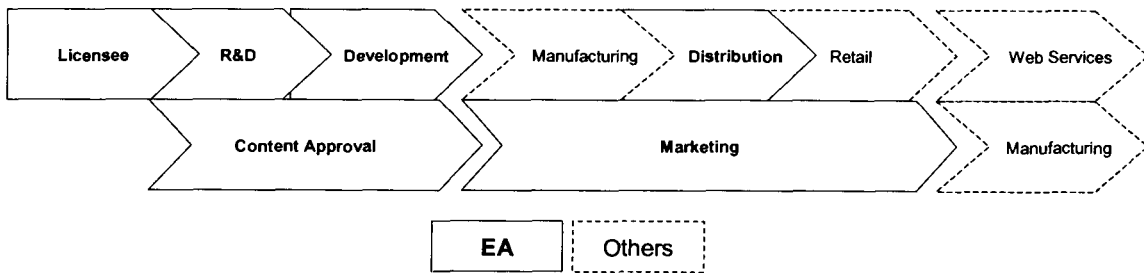 Licensee R&D Development Manufacturing Distribution Retail Web Services
Content Approval Marketing Manufacturing
EA Others